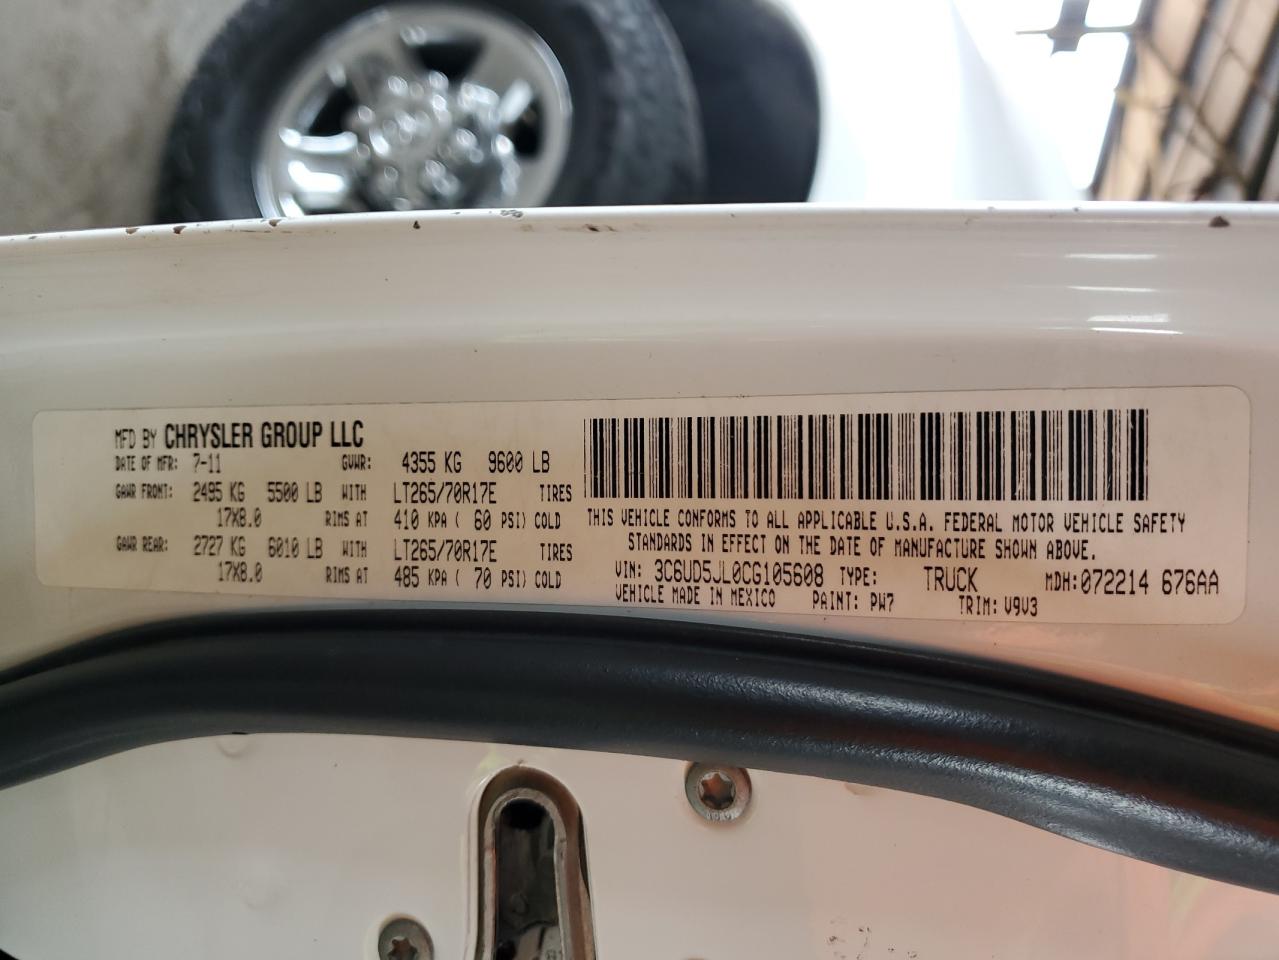 MFD BY CHRYSLER GROUP LLC
DATE OF MFR: 7-11 GVWR: 4355 KG 9600 LB
GAWR FRONT: 2495 KG 5500 LB WITH LT265/70R17E TIRES
17X8.0 RIMS AT 410 KPA ( 60 PSI) COLD
GAWR REAR: 2727 KG 6010 LB WITH LT265/70R17E TIRES
17X8.0 RIMS AT 485 KPA ( 70 PSI) COLD
THIS VEHICLE CONFORMS TO ALL APPLICABLE U.S.A. FEDERAL MOTOR VEHICLE SAFETY
STANDARDS IN EFFECT ON THE DATE OF MANUFACTURE SHOWN ABOVE.
VIN: 3C6UD5JL0CG105608 TYPE: TRUCK MDH:072214 676AA
VEHICLE MADE IN MEXICO PAINT: PW7 TRIM: V9V3